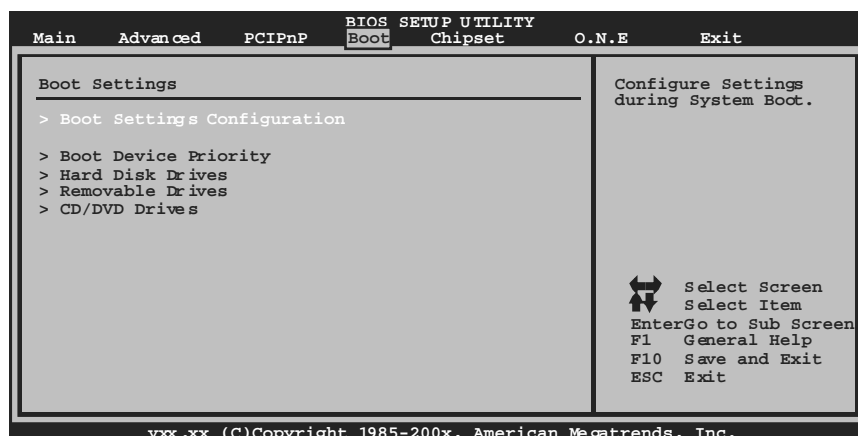 BIOS SETUP UTILITY
Main Advanced PCIPnP Boot Chipset O.N.E Exit
Boot Settings
> Boot Settings Configuration
> Boot Device Priority
> Hard Disk Drives
> Removable Drives
> CD/DVD Drives
Configure Settings
during System Boot.
Select Screen
Select Item
Enter Go to Sub Screen
F1 General Help
F10 Save and Exit
ESC Exit
vxx.xx (C)Copyright 1985-200x, American Megatrends, Inc.